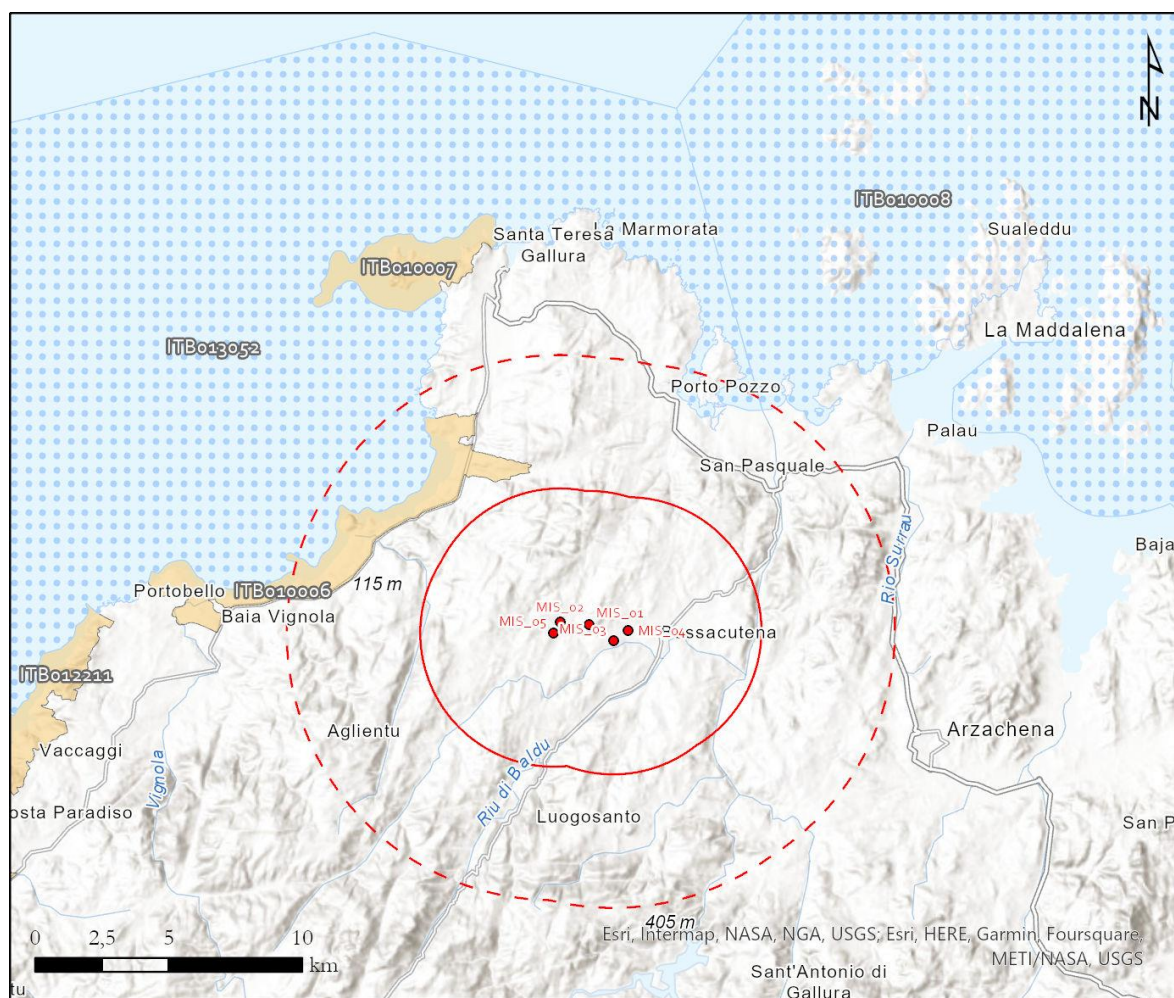 N
ITB010008
Santa Teresa
Gallura
La Marmorata
Sualeddu
ITB010007
La Maddalena
ITB013052
Porto Pozzo
Palau
San Pasquale
Rio Surrau
Baja
115 m
Portobello
ITB010006
Baia Vignola
MIS_02
MIS_01
MIS_05
MIS_03
MIS_04
Bassacutena
ITB012211
Aglientu
Arzachena
Vaccaggi
Vignola
Riu di Baldu
osta Paradiso
Luogosanto
San P
405 m
0 2,5 5 10
km
Esri, Intermap, NASA, NGA, USGS; Esri, HERE, Garmin, Foursquare,
METI/NASA, USGS
Sant'Antonio di
Gallura
tu